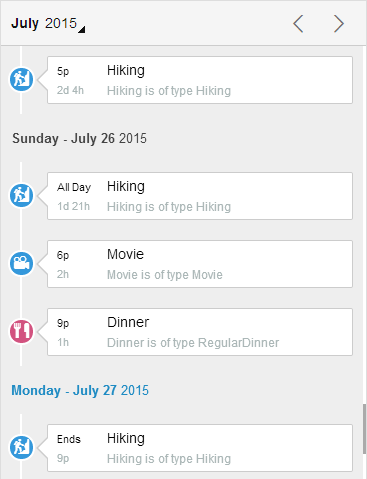 July 2015
5p Hiking
2d 4h Hiking is of type Hiking
Sunday - July 26 2015
All Day Hiking
1d 21h Hiking is of type Hiking
6p Movie
2h Movie is of type Movie
9p Dinner
1h Dinner is of type RegularDinner
Monday - July 27 2015
Ends Hiking
9p Hiking is of type Hiking